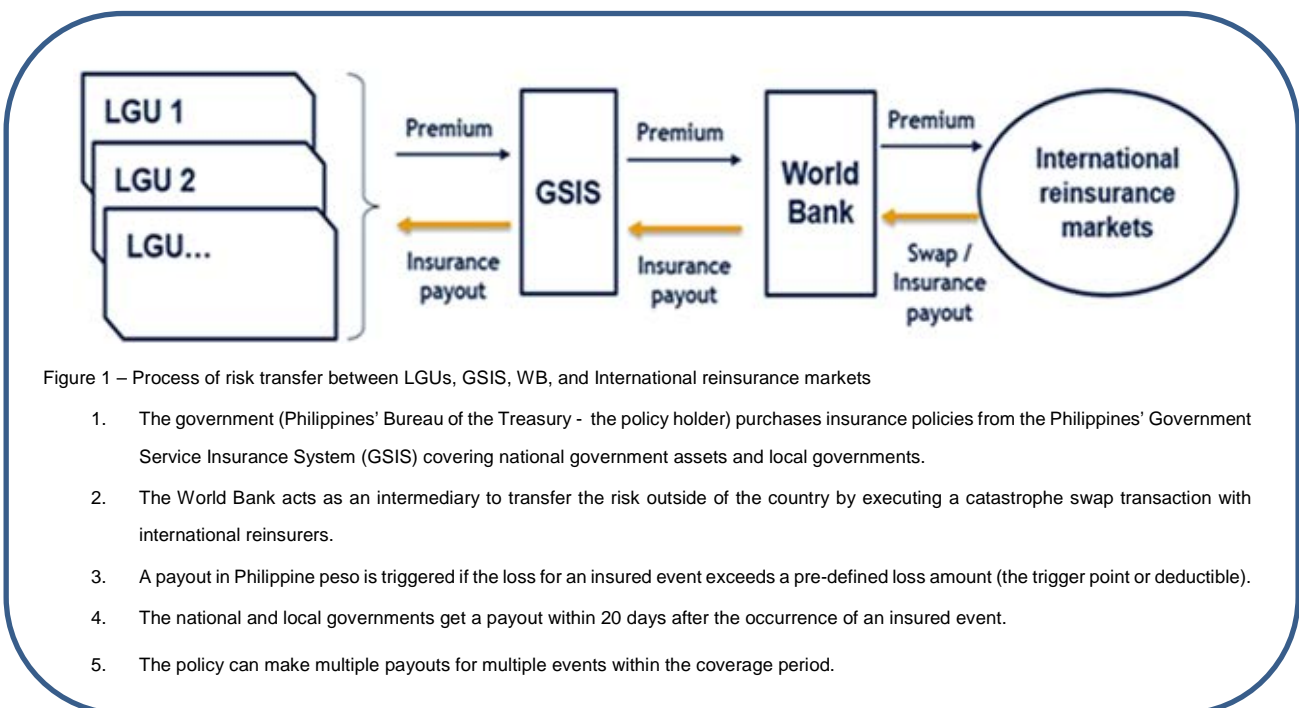 LGU 1
LGU 2
LGU...
Premium
Insurance
payout
GSIS
Premium
Insurance
payout
World
Bank
Premium
Swap /
Insurance
payout
International
reinsurance
markets
Figure 1 – Process of risk transfer between LGUs, GSIS, WB, and International reinsurance markets
1. The government (Philippines’ Bureau of the Treasury - the policy holder) purchases insurance policies from the Philippines’ Government
Service Insurance System (GSIS) covering national government assets and local governments.
2. The World Bank acts as an intermediary to transfer the risk outside of the country by executing a catastrophe swap transaction with
international reinsurers.
3. A payout in Philippine peso is triggered if the loss for an insured event exceeds a pre-defined loss amount (the trigger point or deductible).
4. The national and local governments get a payout within 20 days after the occurrence of an insured event.
5. The policy can make multiple payouts for multiple events within the coverage period.